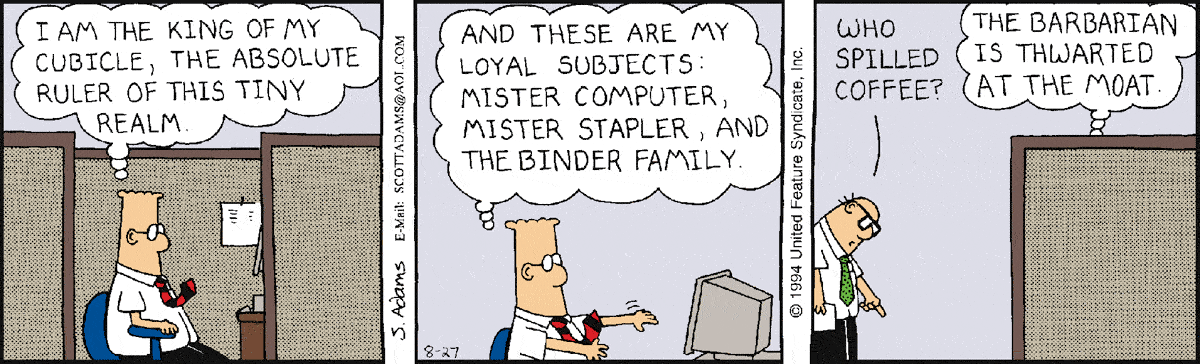 I AM THE KING OF MY
CUBICLE, THE ABSOLUTE
RULER OF THIS TINY
REALM.
S. Adams E-Mail: SCOTTADAMS@AOL.COM
AND THESE ARE MY
LOYAL SUBJECTS:
MISTER COMPUTER,
MISTER STAPLER, AND
THE BINDER FAMILY.
8-27
© 1994 United Feature Syndicate, Inc.
WHO
SPILLED
COFFEE?
THE BARBARIAN
IS THWARTED
AT THE MOAT.